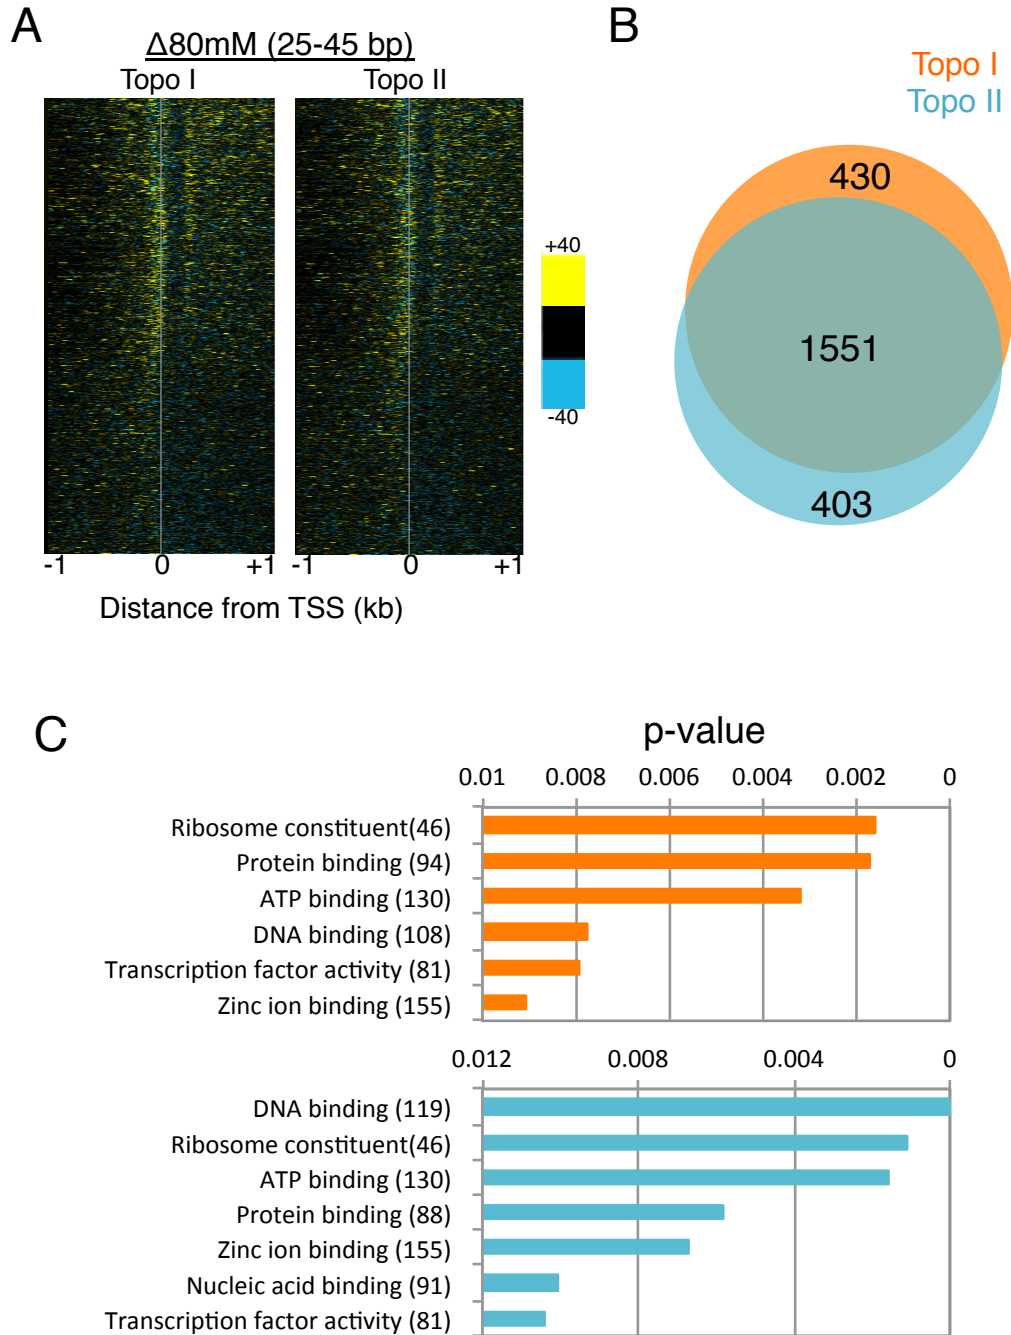 A
Δ80mM (25-45 bp)
Topo I
Topo II
-1
0
+1
-1
0
+1
Distance from TSS (kb)
+40
-40
B
Topo I
Topo II
430
1551
403
C
p-value
0.01 0.008 0.006 0.004 0.002 0
Ribosome constituent(46)
Protein binding (94)
ATP binding (130)
DNA binding (108)
Transcription factor activity (81)
Zinc ion binding (155)
0.012 0.008 0.004 0
DNA binding (119)
Ribosome constituent(46)
ATP binding (130)
Protein binding (88)
Zinc ion binding (155)
Nucleic acid binding (91)
Transcription factor activity (81)